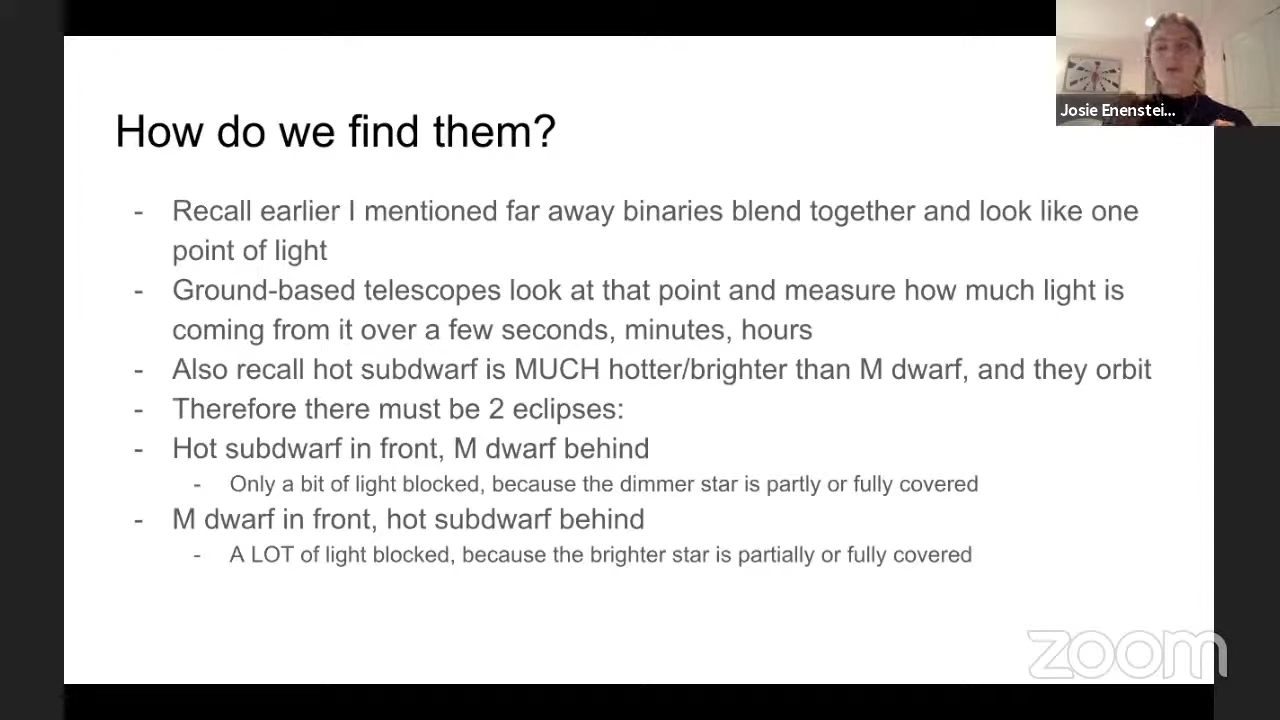 Josie Enenstei...
How do we find them?
- Recall earlier I mentioned far away binaries blend together and look like one
point of light
- Ground-based telescopes look at that point and measure how much light is
coming from it over a few seconds, minutes, hours
- Also recall hot subdwarf is MUCH hotter/brighter than M dwarf, and they orbit
- Therefore there must be 2 eclipses:
- Hot subdwarf in front, M dwarf behind
- Only a bit of light blocked, because the dimmer star is partly or fully covered
- M dwarf in front, hot subdwarf behind
- A LOT of light blocked, because the brighter star is partially or fully covered
zoom